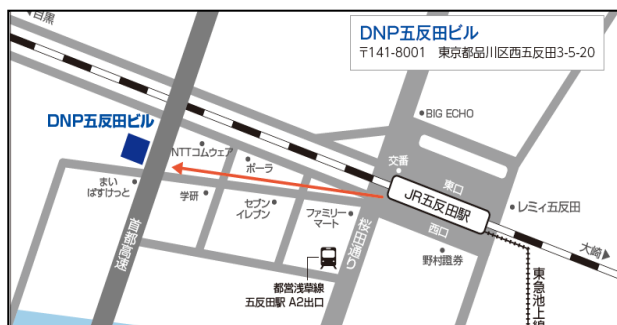 目黒
DNP五反田ビル
〒141-8001　東京都品川区西五反田3-5-20
BIG ECHO
DNP五反田ビル
NTTコムウェア
ポーラ
交番
東口
JR五反田駅
西口
レミィ五反田
まい
ばすけっと
学研
セブン
イレブン
ファミリー
マート
桜田通り
首都高速
野村證券
大崎
都営浅草線
五反田駅 A2出口
東急池上線